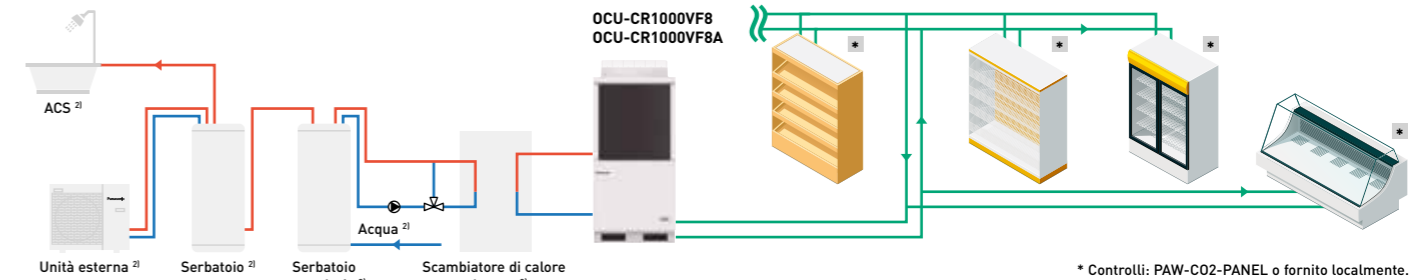 OCU-CR1000VF8
OCU-CR1000VF8A
*
*
*
*
ACS 2)
Acqua 2)
Unità esterna 2)
Serbatoio 2)
Serbatoio
Scambiatore di calore
* Controlli: PAW-CO2-PANEL o fornito localmente.